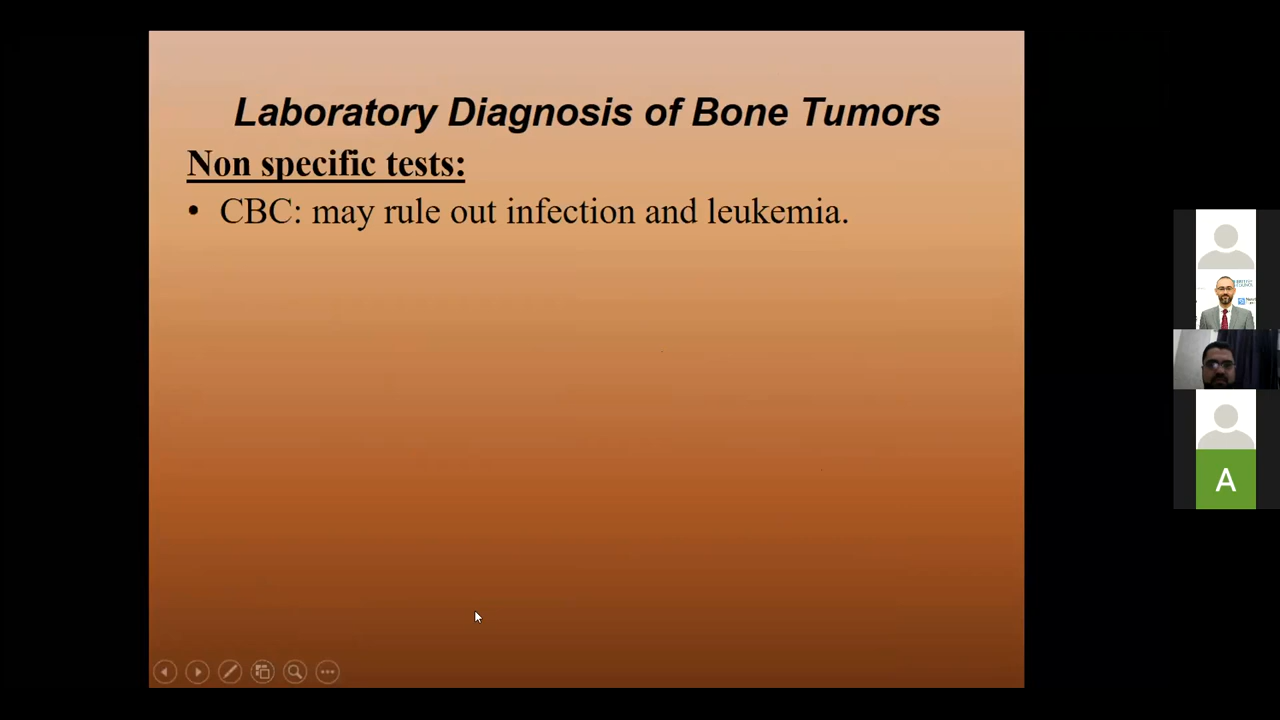 Laboratory Diagnosis of Bone Tumors
Non specific tests:
• CBC: may rule out infection and leukemia.
A